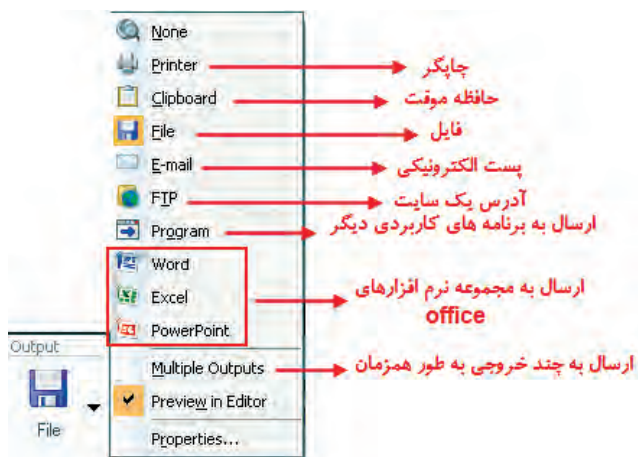 None
Printer
چاپگر
Clipboard
حافظه موقت
File
فایل
E-mail
پست الکترونیکی
FTP
آدرس یک سایت
Program
ارسال به برنامه های کاربردی دیگر
Word
Excel
PowerPoint
ارسال به مجموعه نرم افزارهای
office
Multiple Outputs
ارسال به چند خروجی به طور همزمان
Preview in Editor
Properties...
Output
File